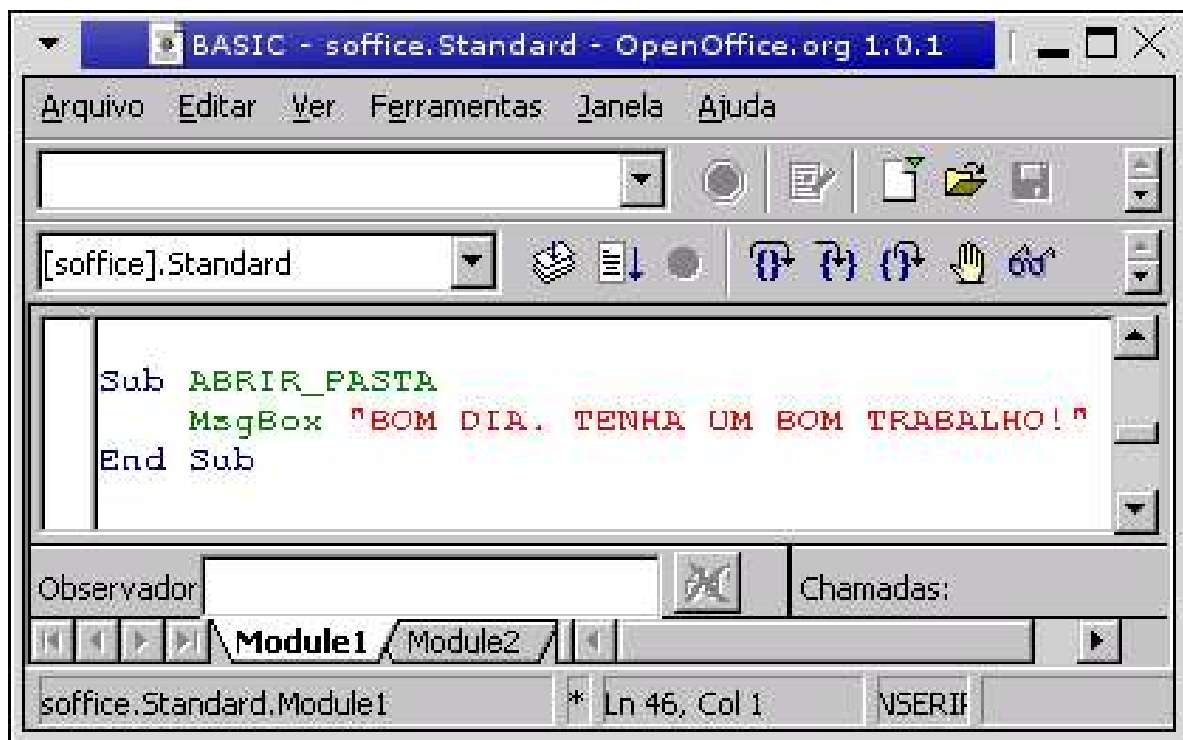 BASIC - soffice.Standard - OpenOffice.org 1.0.1
Arquivo Editar Ver Ferramentas Janela Ajuda
[soffice].Standard
Sub ABRIR_PASTA
MsgBox "BOM DIA. TENHA UM BOM TRABALHO!"
End Sub
Observador
Chamadas:
Module1 Module2
soffice.Standard.Module1 * Ln 46, Col 1